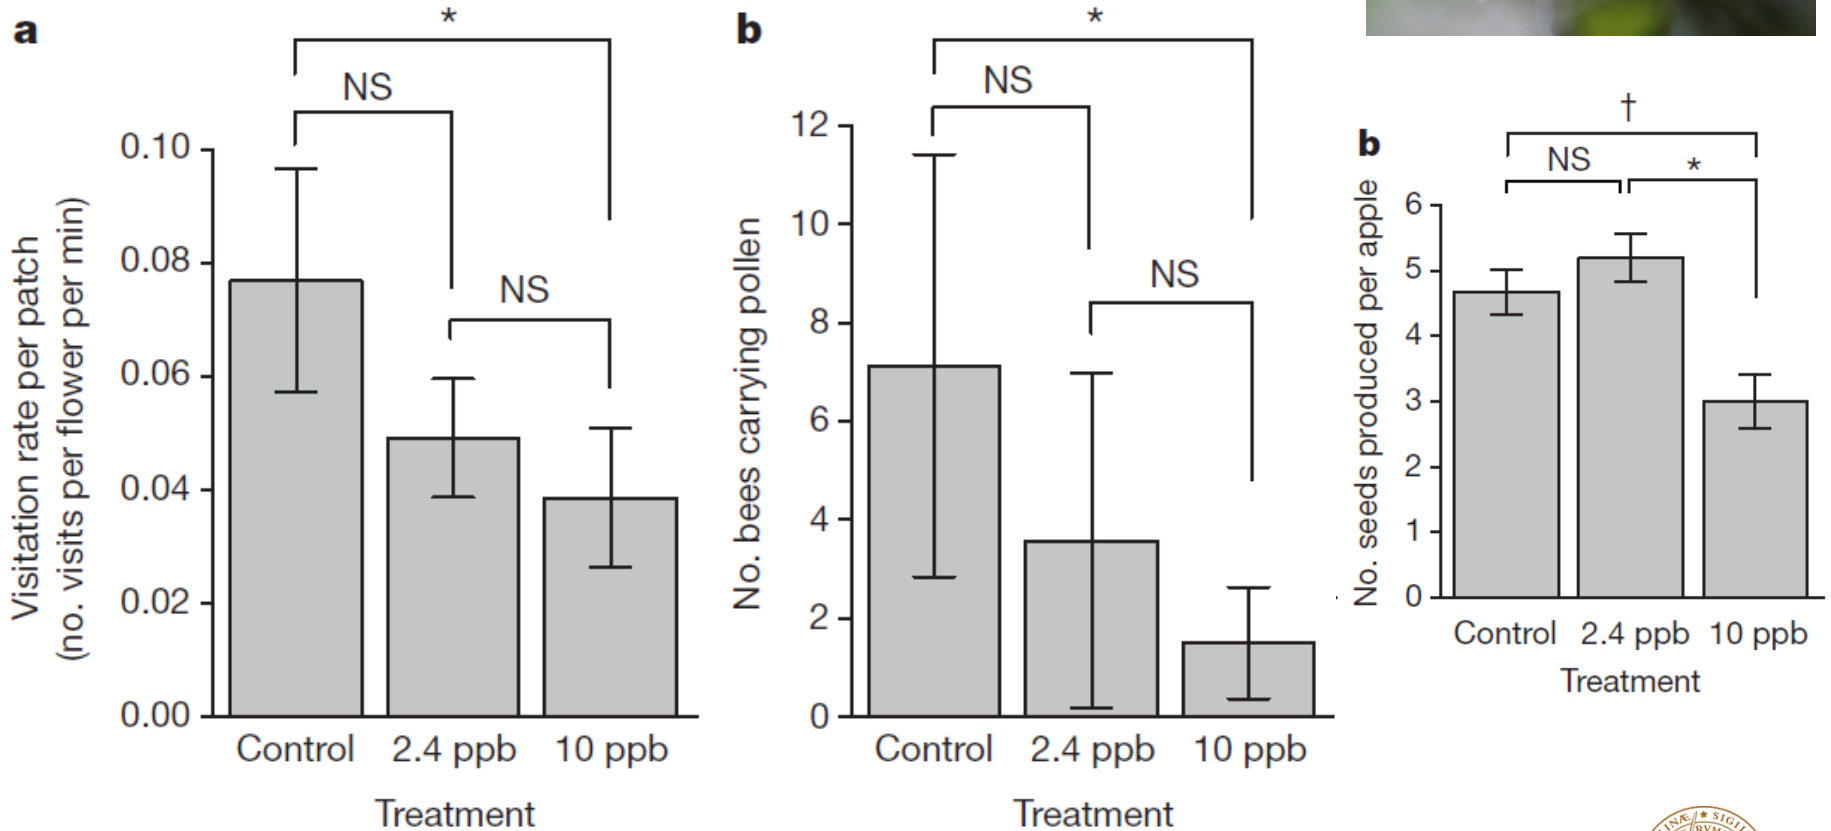 a
*
NS
NS
0.10
0.08
0.06
0.04
0.02
0.00
Visitation rate per patch
(no. visits per flower per min)
Control 2.4 ppb 10 ppb
Treatment
b
*
NS
NS
12
10
8
6
4
2
0
No. bees carrying pollen
Control 2.4 ppb 10 ppb
Treatment
b
†
NS
*
6
5
4
3
2
1
0
No. seeds produced per apple
Control 2.4 ppb 10 ppb
Treatment
SIGI